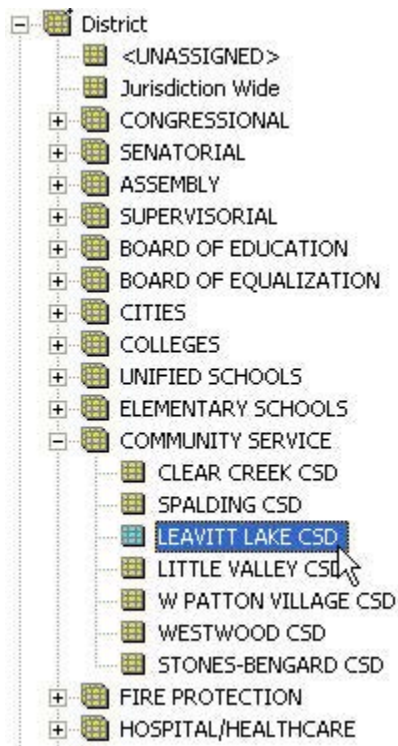 District
<UNASSIGNED>
Jurisdiction Wide
CONGRESSIONAL
SENATORIAL
ASSEMBLY
SUPERVISORIAL
BOARD OF EDUCATION
BOARD OF EQUALIZATION
CITIES
COLLEGES
UNIFIED SCHOOLS
ELEMENTARY SCHOOLS
COMMUNITY SERVICE
CLEAR CREEK CSD
SPALDING CSD
LEAVITT LAKE CSD
LITTLE VALLEY CSD
W PATTON VILLAGE CSD
WESTWOOD CSD
STONES-BENGARD CSD
FIRE PROTECTION
HOSPITAL/HEALTHCARE